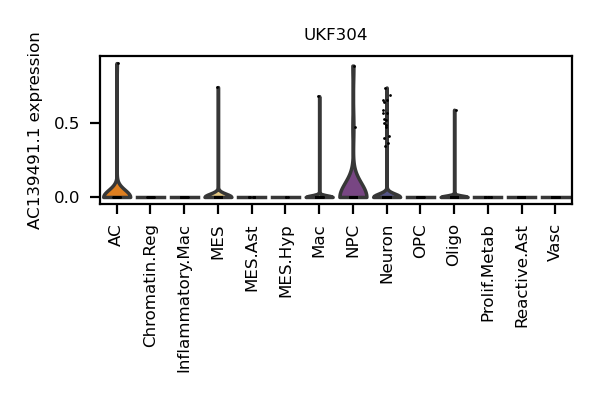 UKF304
AC139491.1 expression
0.5
0.0
AC
Chromatin.Reg
Inflammatory.Mac
MES
MES.Ast
MES.Hyp
Mac
NPC
Neuron
OPC
Oligo
Prolif.Metab
Reactive.Ast
Vasc